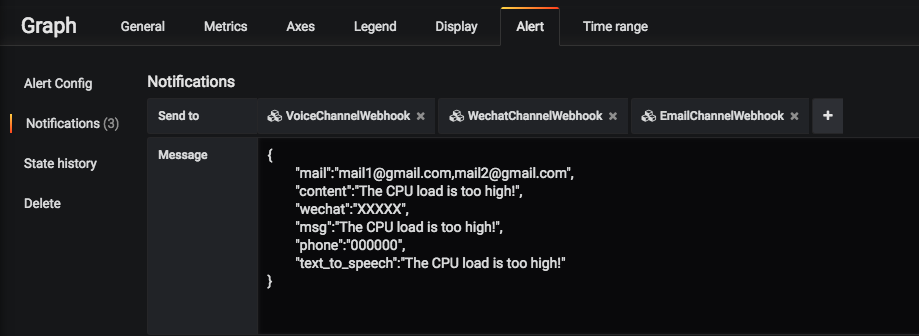 Graph General Metrics Axes Legend Display Alert Time range
Alert Config
Notifications (3)
State history
Delete
Notifications
Send to VoiceChannelWebhook × WechatChannelWebhook × EmailChannelWebhook × +
Message
{
"mail":"mail1@gmail.com,mail2@gmail.com",
"content":"The CPU load is too high!",
"wechat":"XXXXX",
"msg":"The CPU load is too high!",
"phone":"000000",
"text_to_speech":"The CPU load is too high!"
}